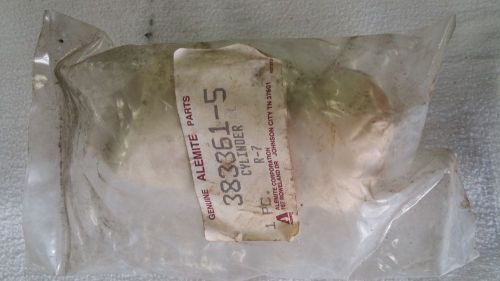 GENUINE ALEMITE PARTS
383361-5
CYLINDER
R-7
1 PC.
A
ALEMITE CORPORATION
JOHNSON CITY TN 37601